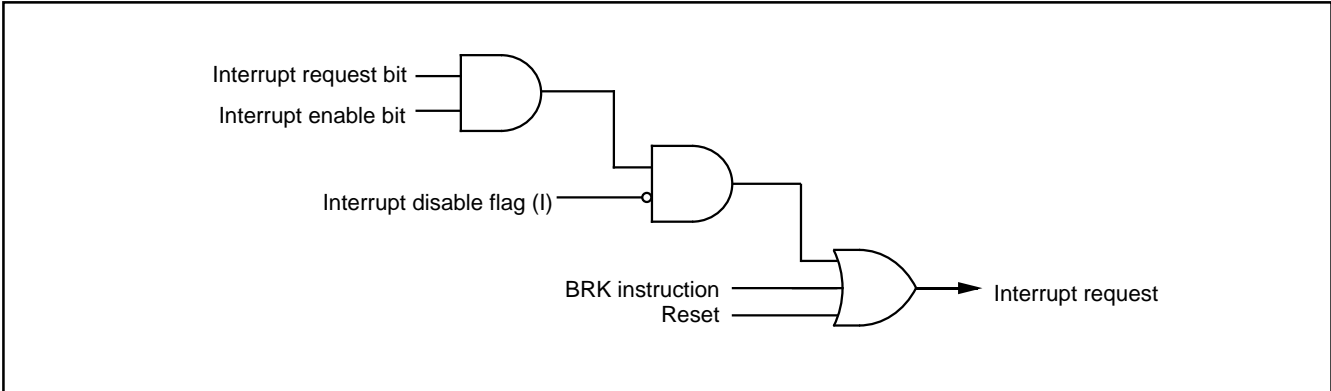 Interrupt request bit
Interrupt enable bit
Interrupt disable flag (I)
BRK instruction
Reset
Interrupt request